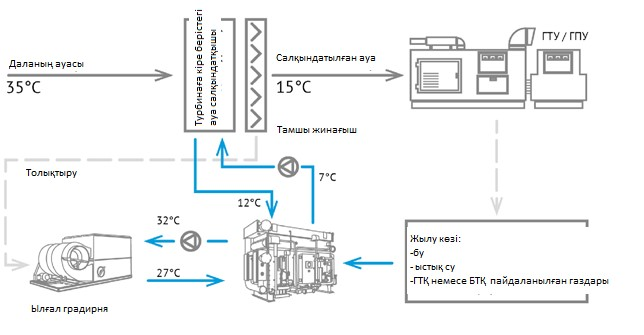 Даланың ауасы
35°C
Турбинаға кіре берістегі
ауа салқындатқышы
Салқындатылған ауа
15°C
ГТУ / ГПУ
Тамшы жинағыш
Толықтыру
7°C
12°C
32°C
27°C
Ылғал градирня
Жылу көзі:
-бу
-ыстық су
-ГТҚ немесе БТҚ пайдаланылған газдары